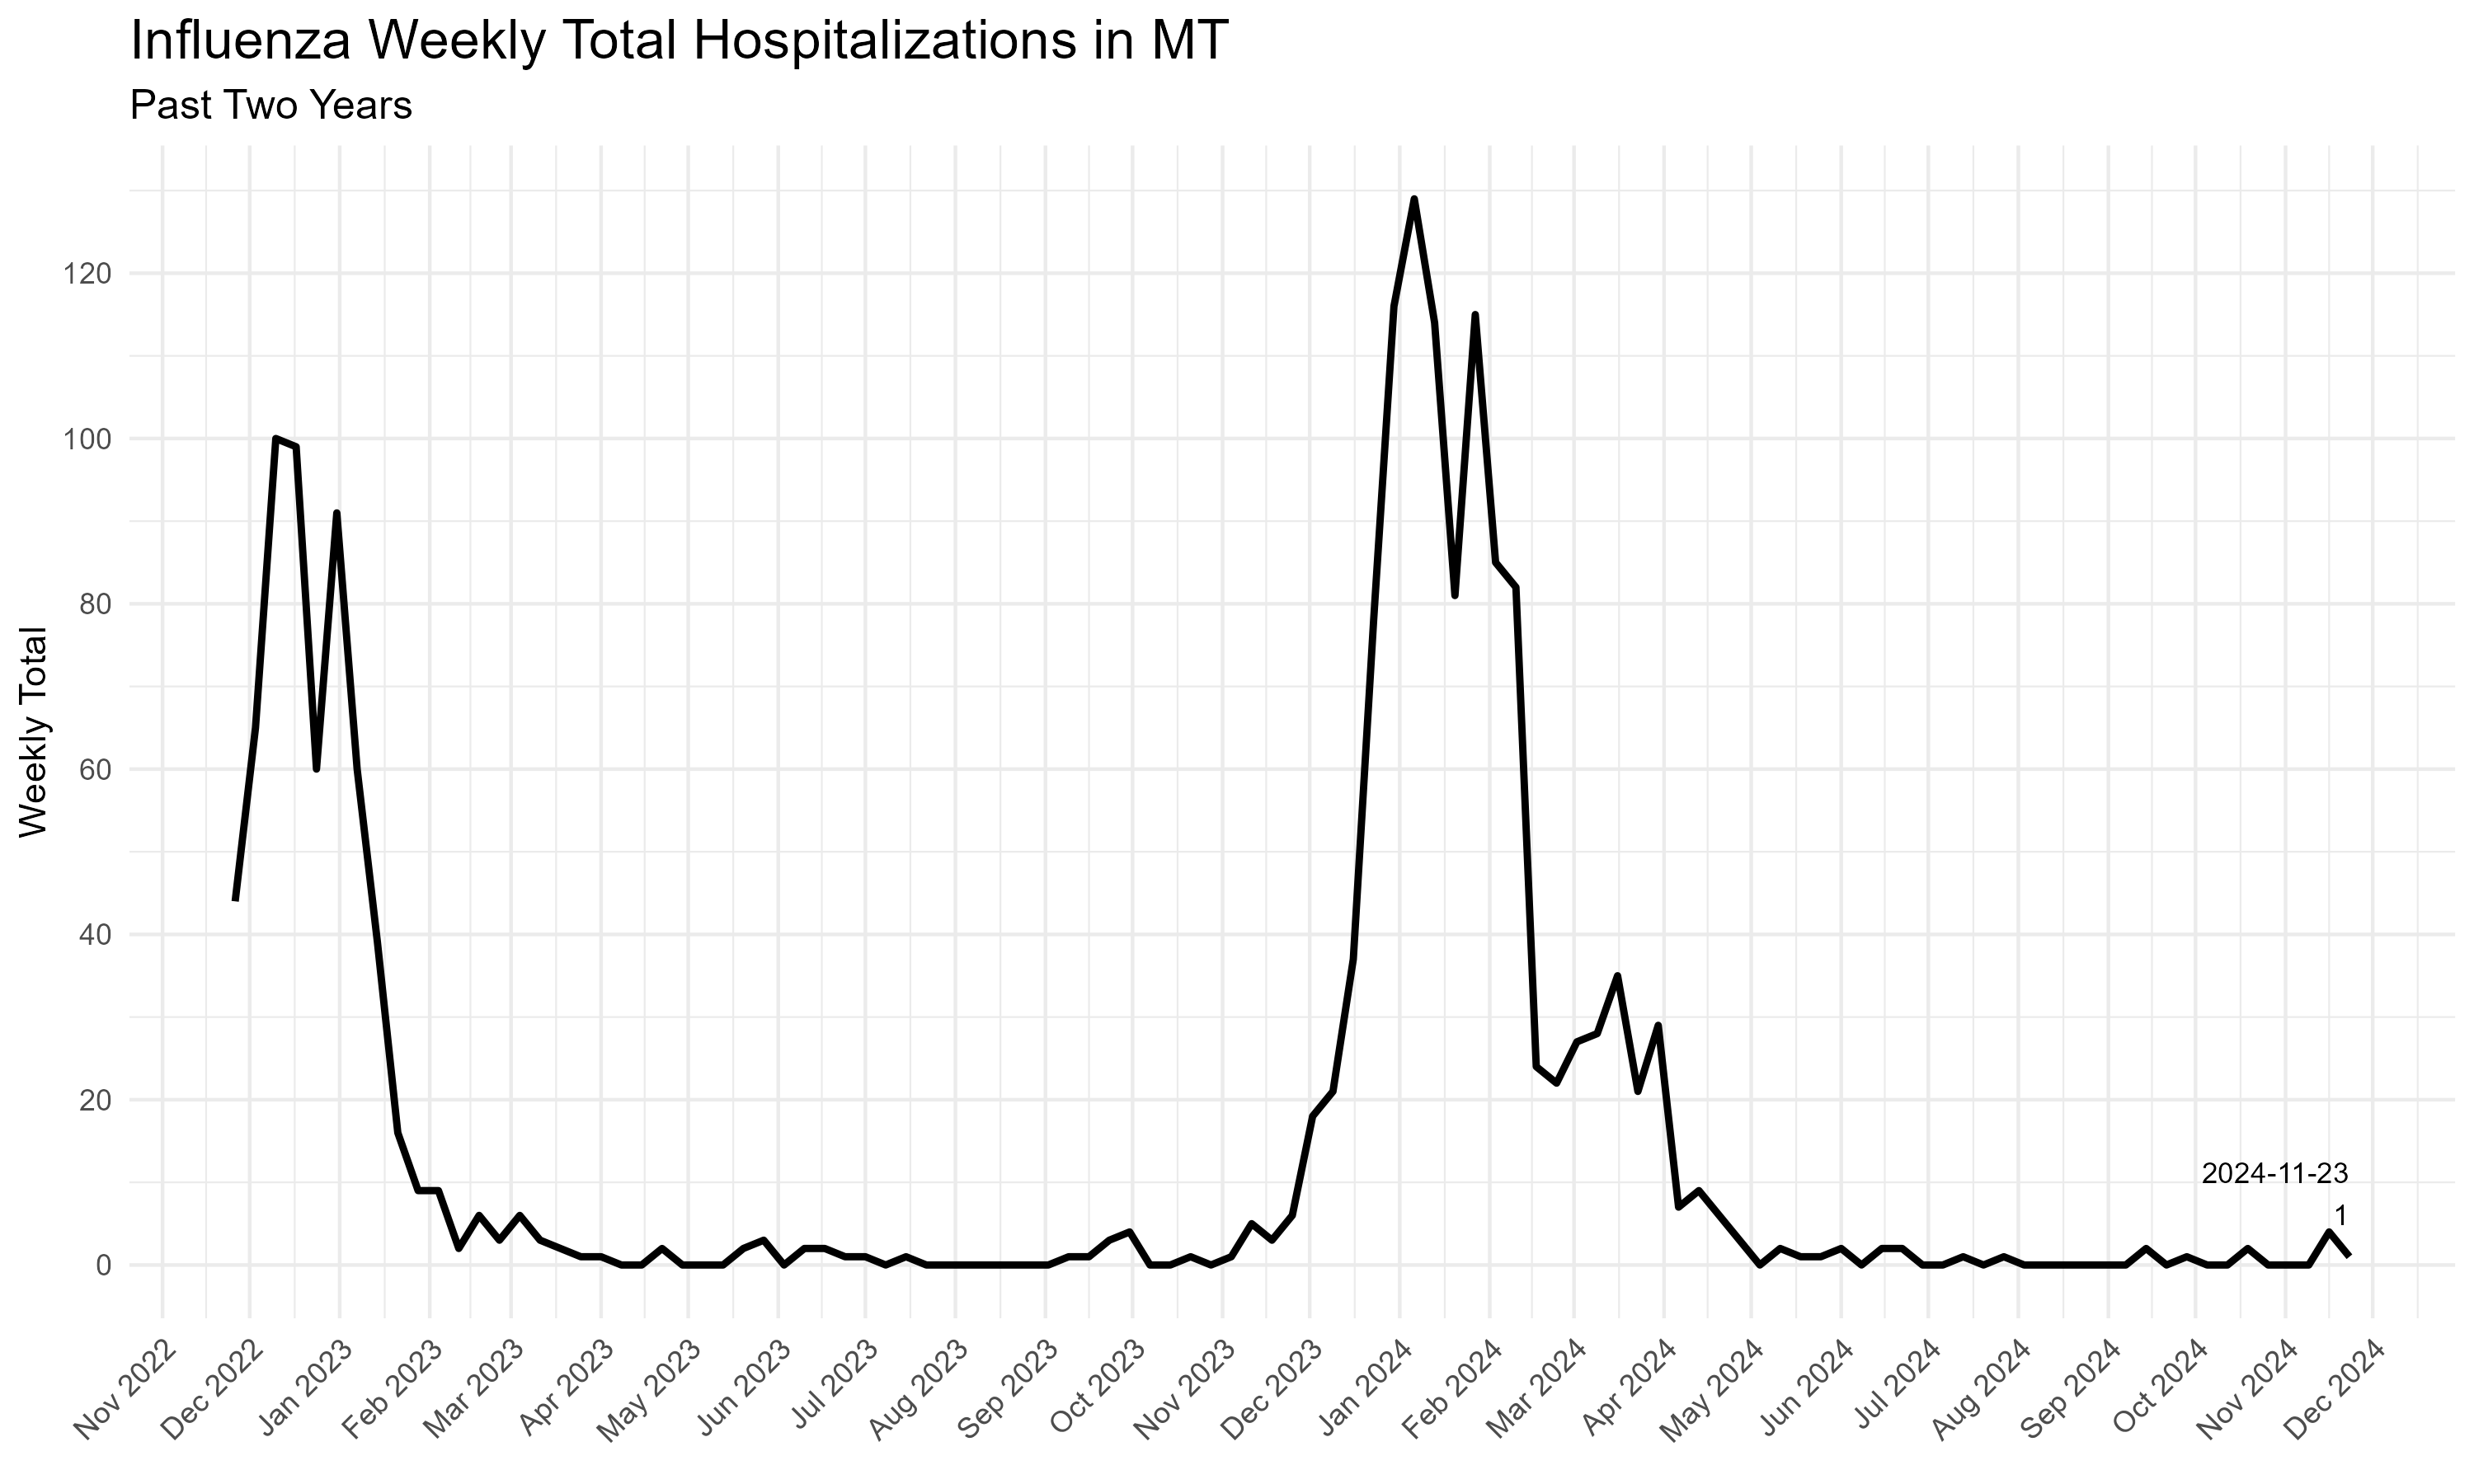 Influenza Weekly Total Hospitalizations in MT
Past Two Years
Weekly Total
120
100
80
60
40
20
0
2024-11-23
1
Nov 2022
Dec 2022
Jan 2023
Feb 2023
Mar 2023
Apr 2023
May 2023
Jun 2023
Jul 2023
Aug 2023
Sep 2023
Oct 2023
Nov 2023
Dec 2023
Jan 2024
Feb 2024
Mar 2024
Apr 2024
May 2024
Jun 2024
Jul 2024
Aug 2024
Sep 2024
Oct 2024
Nov 2024
Dec 2024